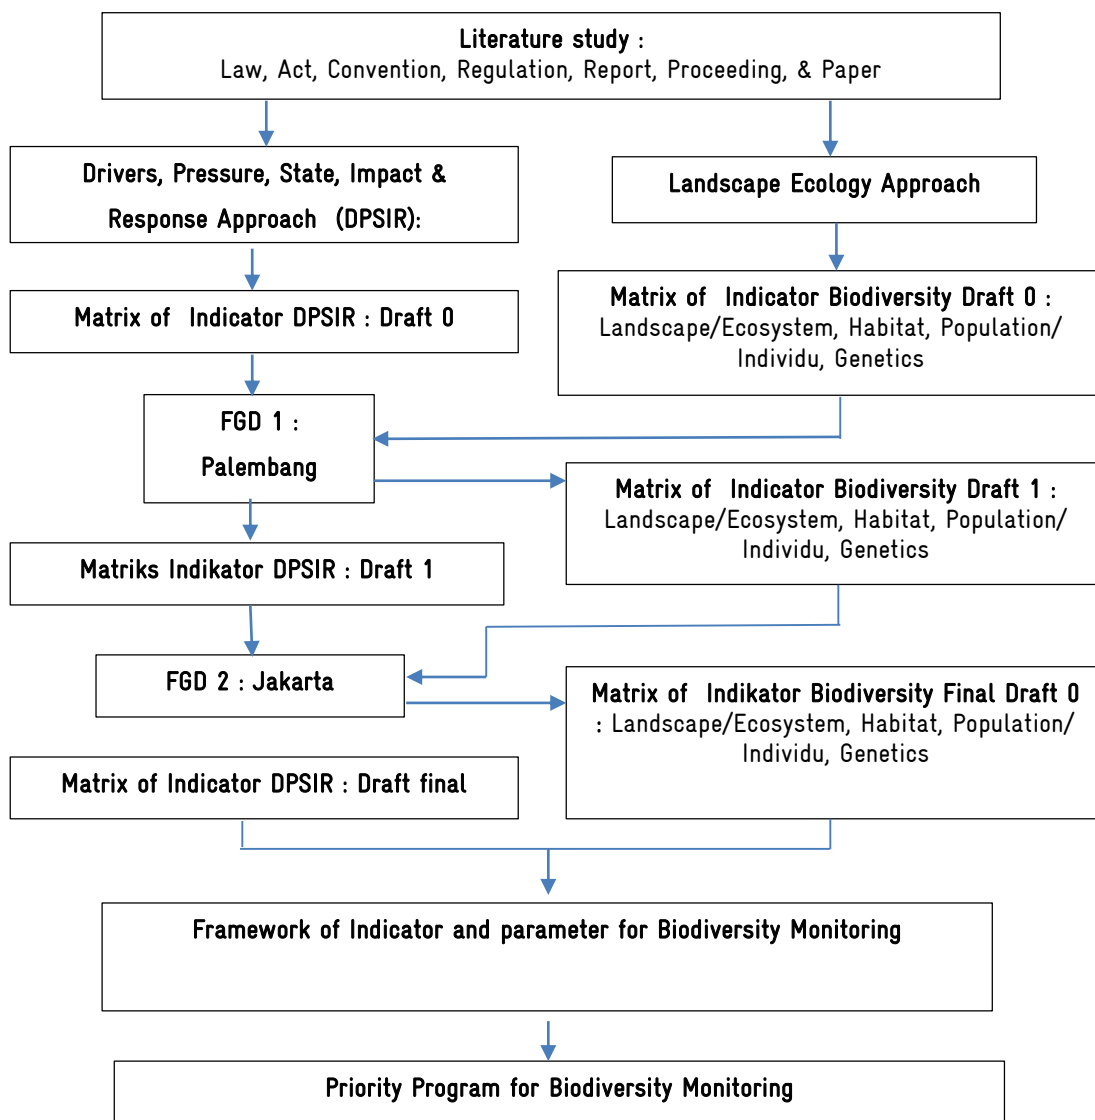 Literature study :
Law, Act, Convention, Regulation, Report, Proceeding, & Paper
Drivers, Pressure, State, Impact &
Response Approach (DPSIR):
Landscape Ecology Approach
Matrix of Indicator DPSIR : Draft 0
Matrix of Indicator Biodiversity Draft 0 :
Landscape/Ecosystem, Habitat, Population/
Individu, Genetics
FGD 1 :
Palembang
Matrix of Indicator Biodiversity Draft 1 :
Landscape/Ecosystem, Habitat, Population/
Individu, Genetics
Matriks Indikator DPSIR : Draft 1
FGD 2 : Jakarta
Matrix of Indikator Biodiversity Final Draft 0
: Landscape/Ecosystem, Habitat, Population/
Individu, Genetics
Matrix of Indicator DPSIR : Draft final
Framework of Indicator and parameter for Biodiversity Monitoring
Priority Program for Biodiversity Monitoring